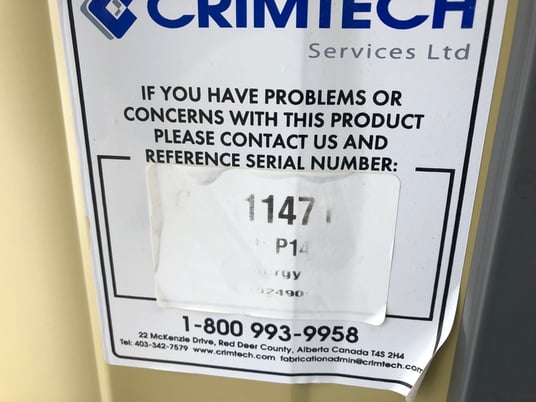 CRIMTECH
Services Ltd
IF YOU HAVE PROBLEMS OR
CONCERNS WITH THIS PRODUCT
PLEASE CONTACT US AND
REFERENCE SERIAL NUMBER:
1147
P14
1-800 993-9958
22 McKenzie Drive, Red Deer County, Alberta Canada T4S 2H4
Tel: 403-342-7579 www.crimtech.com fabricationadmin@crimtech.com